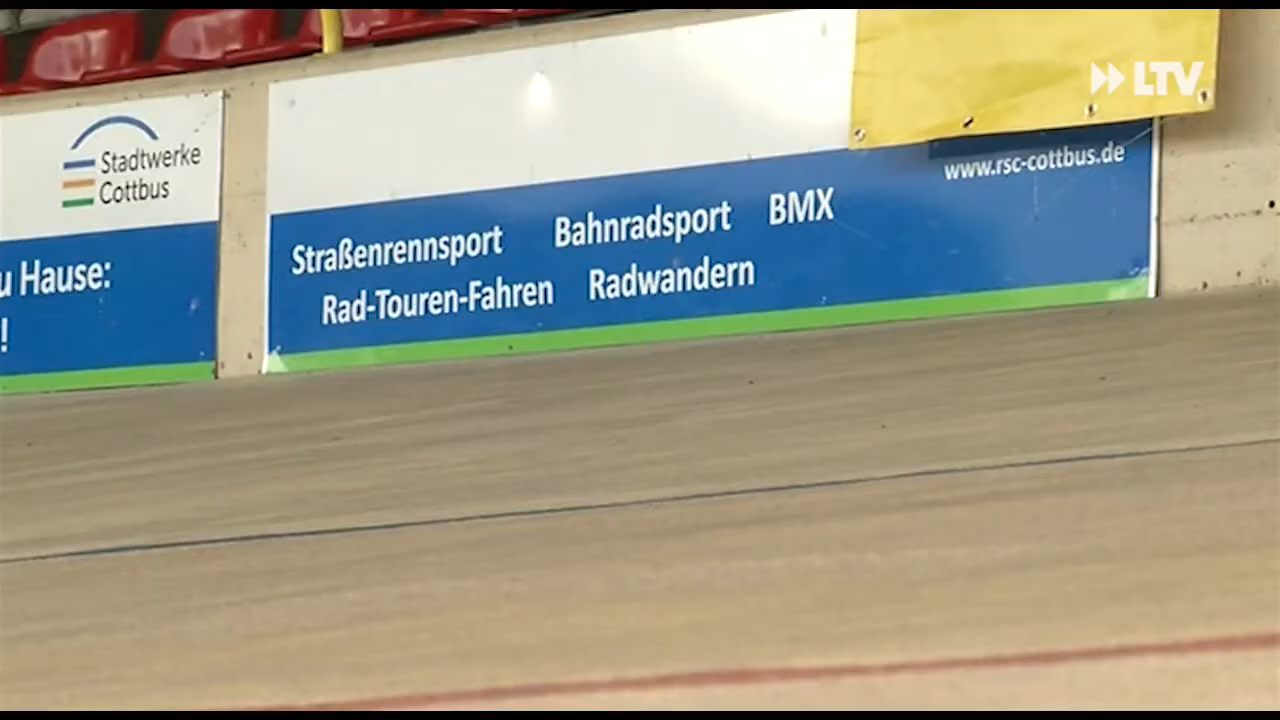 LTV
Stadtwerke
Cottbus
u Hause:
!
www.rsc-cottbus.de
Straßenrennsport Bahnradsport BMX
Rad-Touren-Fahren Radwandern